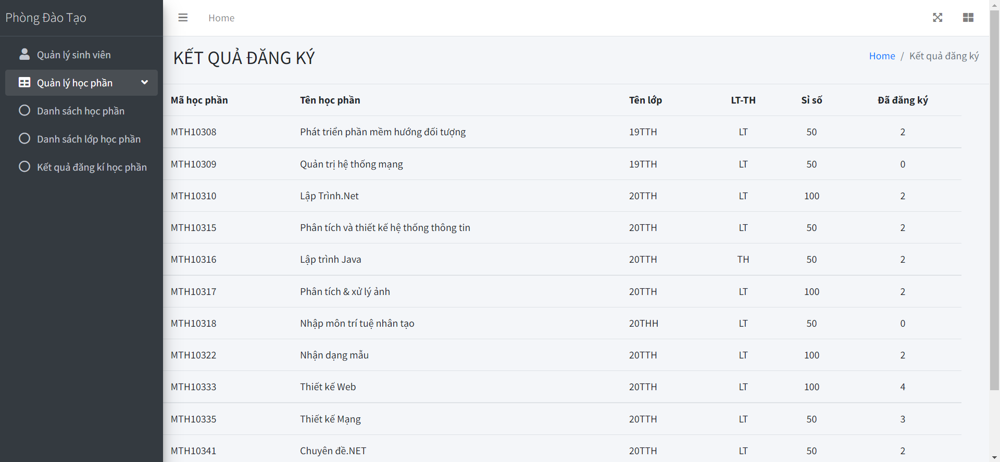 Phòng Đào Tạo
Home
Quản lý sinh viên
Quản lý học phần
Danh sách học phần
Danh sách lớp học phần
Kết quả đăng kí học phần
KẾT QUẢ ĐĂNG KÝ
Home / Kết quả đăng ký
Mã học phần Tên học phần Tên lớp LT-TH Sỉ số Đã đăng ký
MTH10308 Phát triển phần mềm hướng đối tượng 19TTH LT 50 2
MTH10309 Quản trị hệ thống mạng 19TTH LT 50 0
MTH10310 Lập Trình.Net 20TTH LT 100 2
MTH10315 Phân tích và thiết kế hệ thống thông tin 20TTH LT 50 2
MTH10316 Lập trình Java 20TTH TH 50 2
MTH10317 Phân tích & xử lý ảnh 20TTH LT 100 2
MTH10318 Nhập môn trí tuệ nhân tạo 20THH LT 50 0
MTH10322 Nhận dạng mẫu 20TTH LT 100 2
MTH10333 Thiết kế Web 20TTH LT 100 4
MTH10335 Thiết kế Mạng 20TTH LT 50 3
MTH10341 Chuyên đề.NET 20TTH LT 50 2